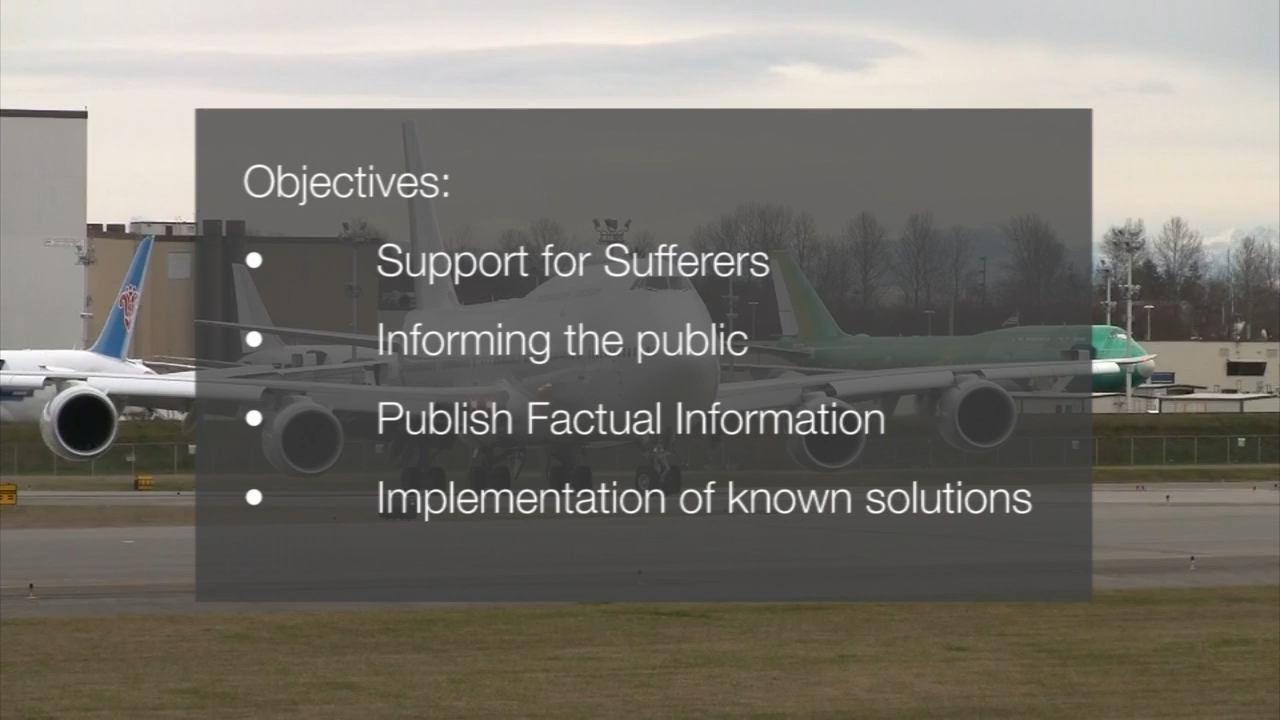 Objectives:
• Support for Sufferers
• Informing the public
• Publish Factual Information
• Implementation of known solutions